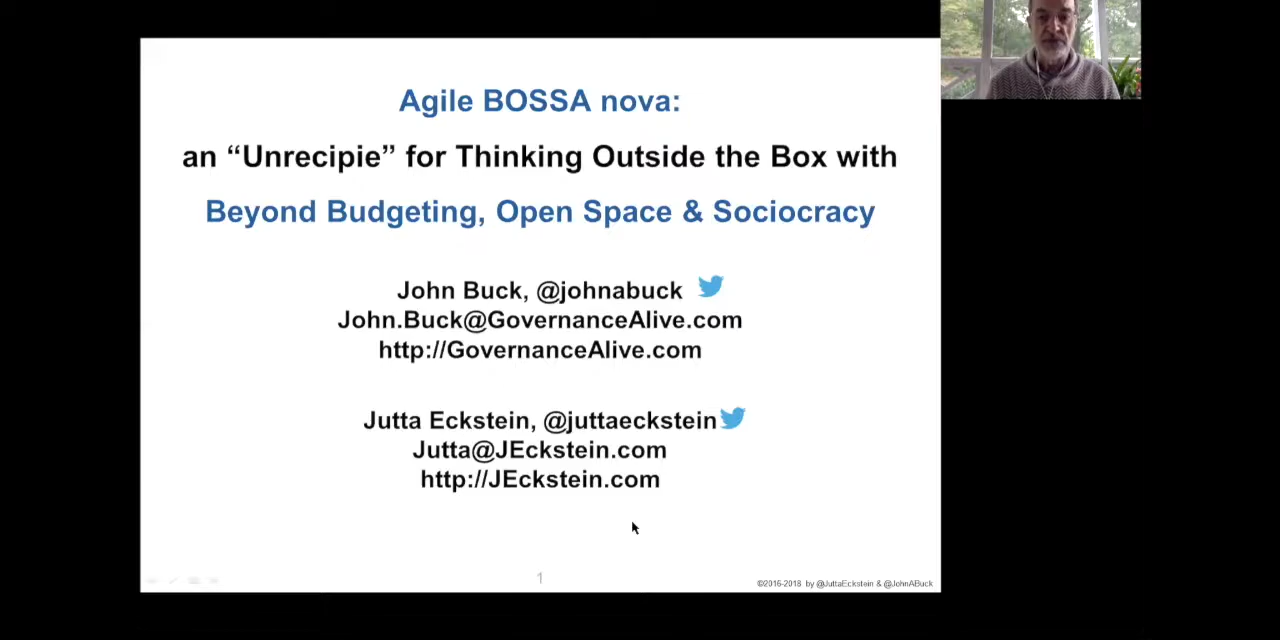 Agile BOSSA nova:
an “Unrecipie” for Thinking Outside the Box with
Beyond Budgeting, Open Space & Sociocracy
John Buck, @johnabuck
John.Buck@GovernanceAlive.com
http://GovernanceAlive.com
Jutta Eckstein, @juttaeckstein
Jutta@JEckstein.com
http://JEckstein.com
1
©2016-2018 by @JuttaEckstein & @JohnABuck